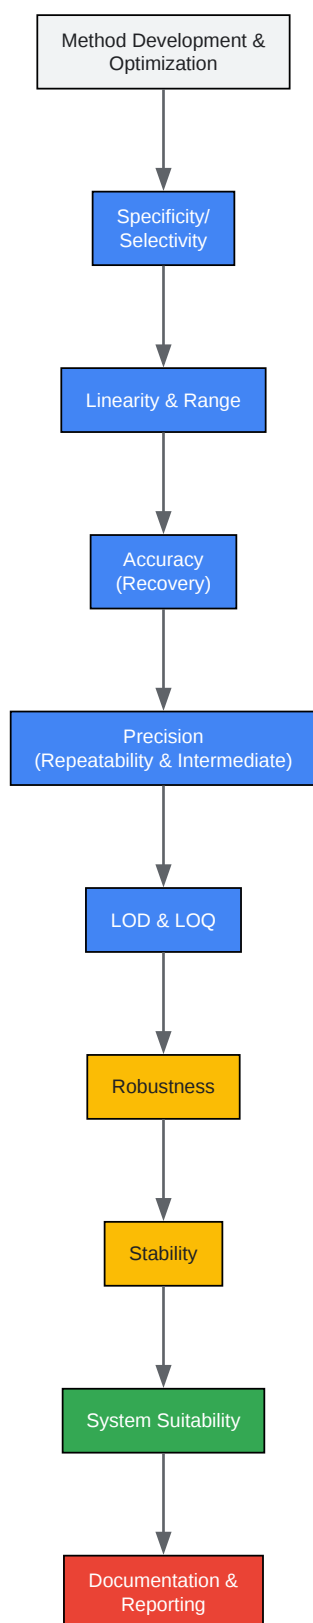 Method Development &
Optimization
Specificity/
Selectivity
Linearity & Range
Accuracy
(Recovery)
Precision
(Repeatability & Intermediate)
LOD & LOQ
Robustness
Stability
System Suitability
Documentation &
Reporting